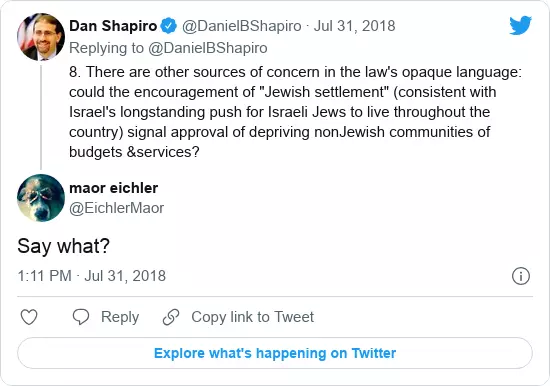 Dan Shapiro @DanielBShapiro · Jul 31, 2018
Replying to @DanielBShapiro
8. There are other sources of concern in the law's opaque language:
could the encouragement of "Jewish settlement" (consistent with
Israel's longstanding push for Israeli Jews to live throughout the
country) signal approval of depriving nonJewish communities of
budgets &services?
maor eichler
@EichlerMaor
Say what?
1:11 PM · Jul 31, 2018
Reply Copy link to Tweet
Explore what's happening on Twitter